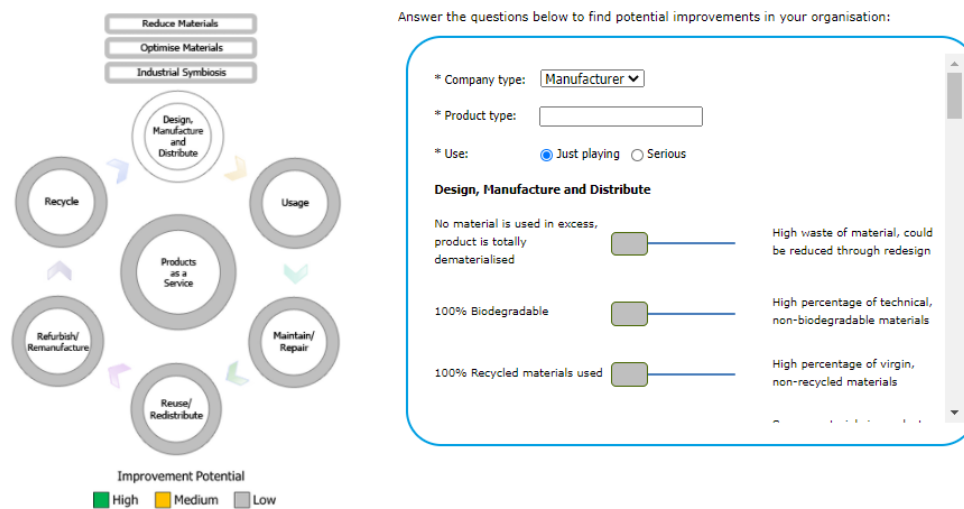 Reduce Materials
Optimise Materials
Industrial Symbiosis
Design,
Manufacture
and
Distribute
Recycle
Usage
Products
as a
Service
Refurbish/
Remanufacture
Maintain/
Repair
Reuse/
Redistribute
Improvement Potential
High Medium Low
Answer the questions below to find potential improvements in your organisation:
* Company type: Manufacturer
* Product type:
* Use: Just playing Serious
Design, Manufacture and Distribute
No material is used in excess,
product is totally
dematerialised
High waste of material, could
be reduced through redesign
100% Biodegradable
High percentage of technical,
non-biodegradable materials
100% Recycled materials used
High percentage of virgin,
non-recycled materials